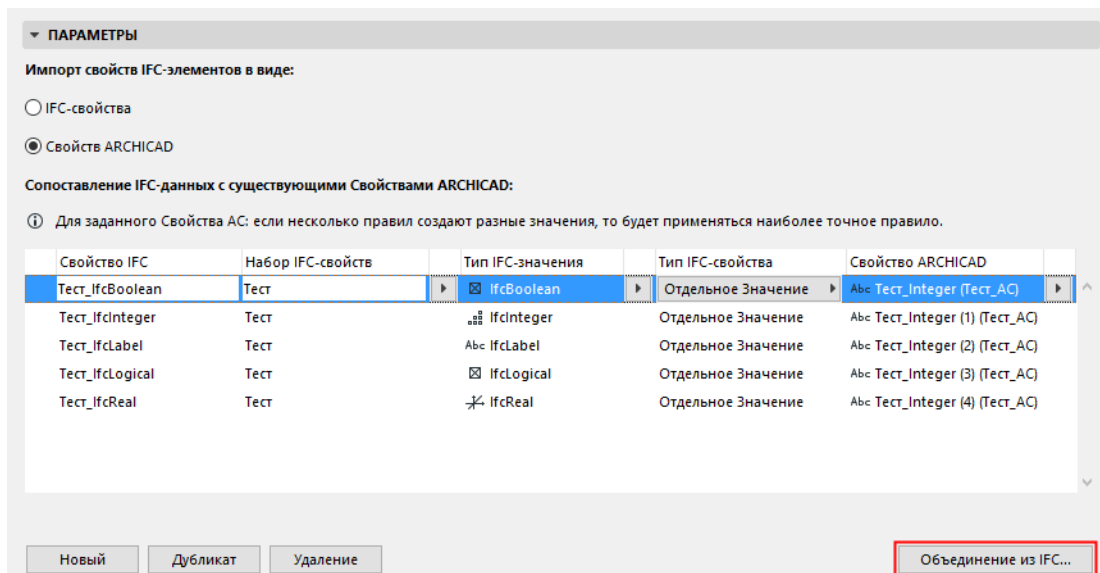 ПАРАМЕТРЫ
Импорт свойств IFC-элементов в виде:
IFC-свойства
Свойств ARCHICAD
Сопоставление IFC-данных с существующими Свойствами ARCHICAD:
Для заданного Свойства AC: если несколько правил создают разные значения, то будет применяться наиболее точное правило.
Свойство IFC Набор IFC-свойств Тип IFC-значения Тип IFC-свойства Свойство ARCHICAD
Тест_IfcBoolean Тест IfcBoolean Отдельное Значение Abc Тест_Integer (Тест_AC)
Тест_IfcInteger Тест IfcInteger Отдельное Значение Abc Тест_Integer (1) (Тест_AC)
Тест_IfcLabel Тест Abc IfcLabel Отдельное Значение Abc Тест_Integer (2) (Тест_AC)
Тест_IfcLogical Тест IfcLogical Отдельное Значение Abc Тест_Integer (3) (Тест_AC)
Тест_IfcReal Тест IfcReal Отдельное Значение Abc Тест_Integer (4) (Тест_AC)
Новый Дубликат Удаление Объединение из IFC...